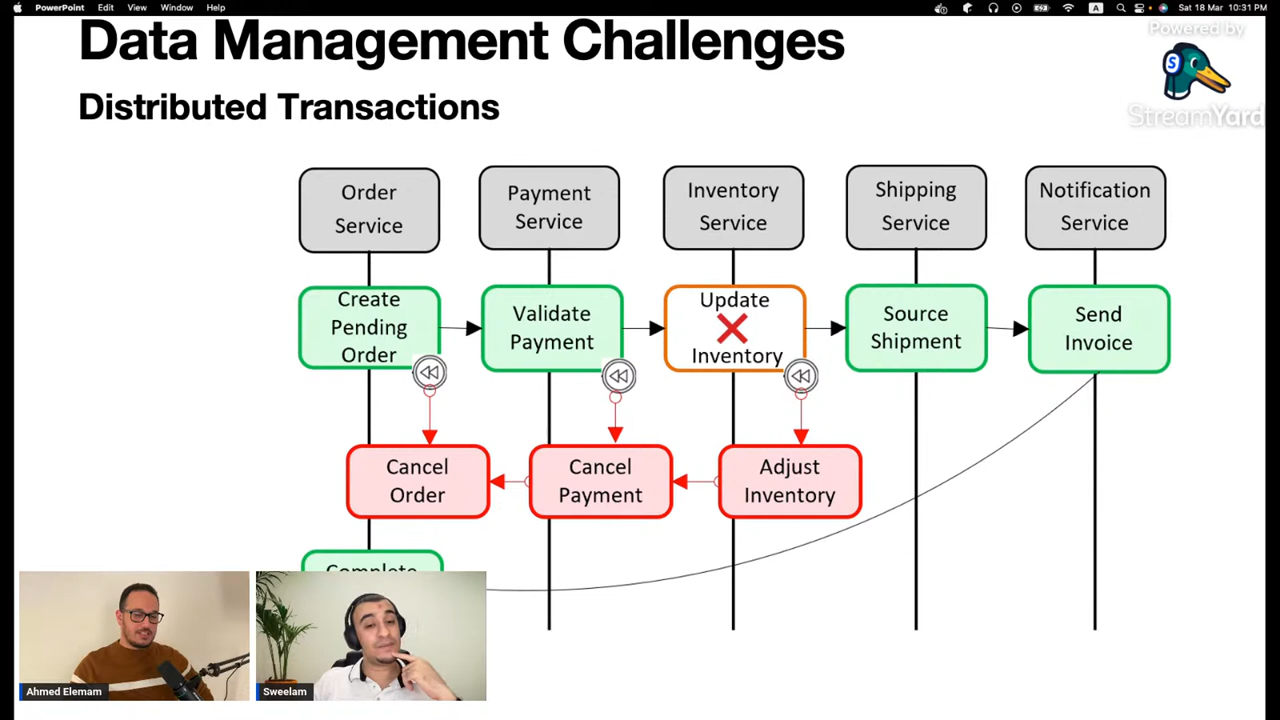 PowerPoint Edit View Window Help
A
Sat 18 Mar 10:31 PM
Data Management Challenges
Powered by
S
StreamYard
Distributed Transactions
Order
Service
Payment
Service
Inventory
Service
Shipping
Service
Notification
Service
Create
Pending
Order
Validate
Payment
Update
Inventory
Source
Shipment
Send
Invoice
Cancel
Order
Cancel
Payment
Adjust
Inventory
Complete
Ahmed Elemam
Sweelam